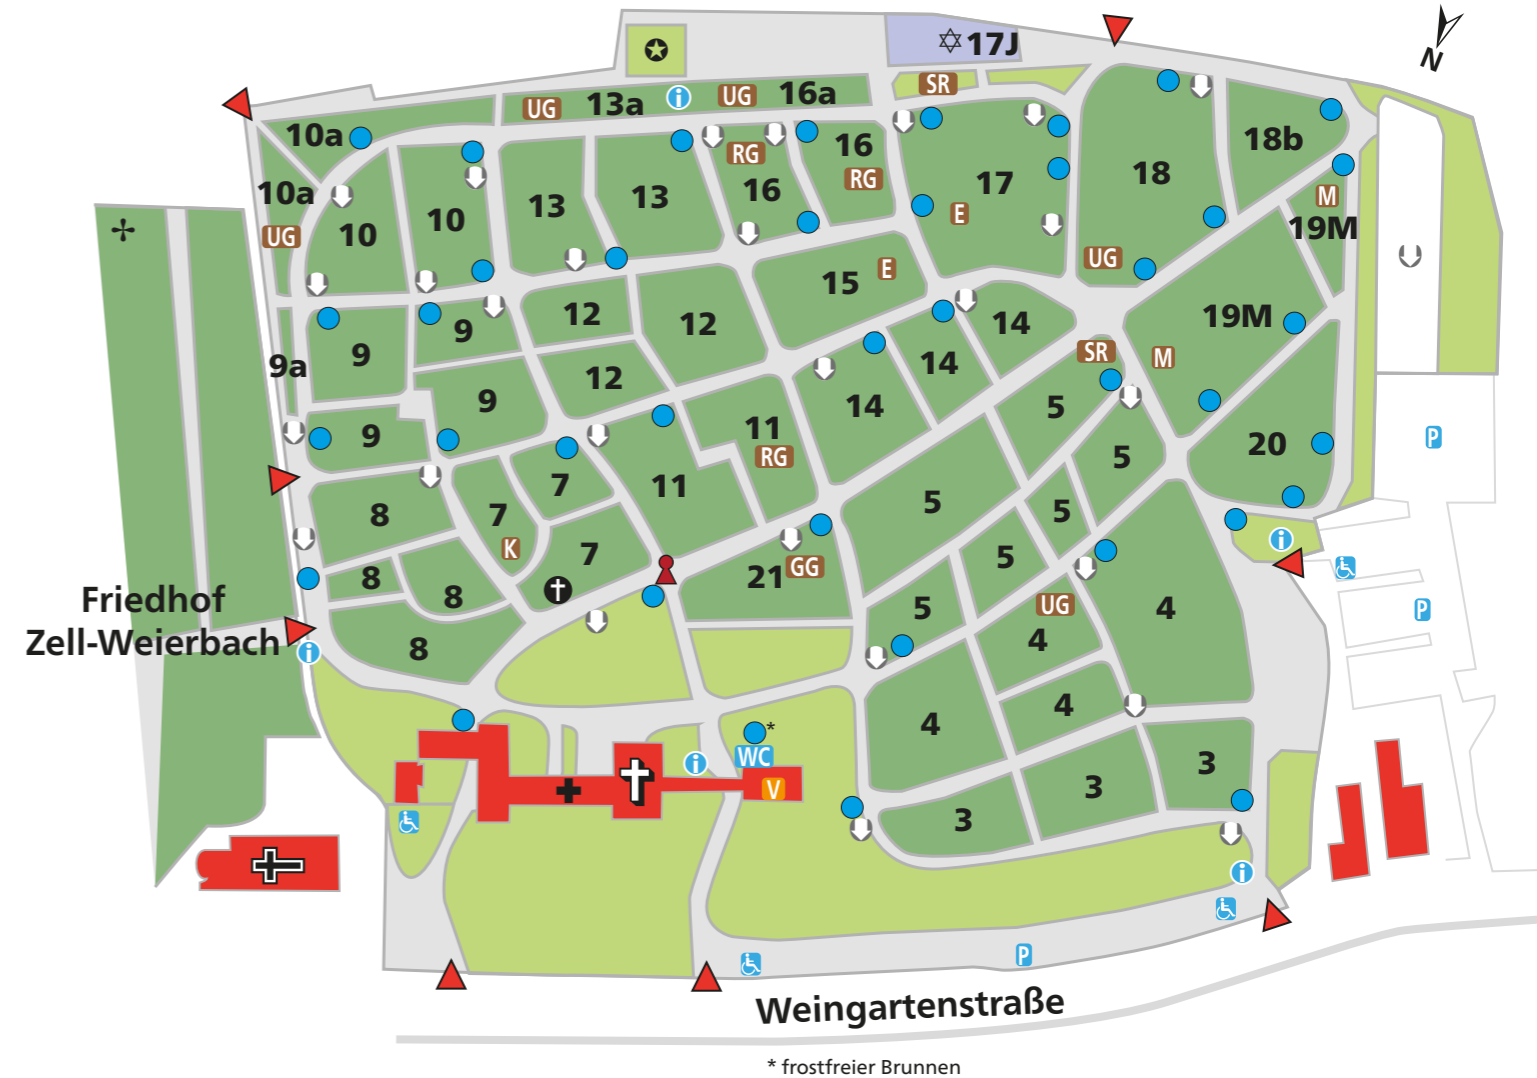 17J
N
SR
UG
13a
UG
16a
10a
18b
16
RG
RG
16
17
18
10a
M
13
13
E
19M
UG
10
10
UG
15
E
12
12
14
19M
9
9
SR
M
9a
14
12
9
14
5
11
20
P
9
RG
5
7
11
8
7
5
5
K
7
5
GG
21
8
8
Friedhof
UG
5
4
P
Zell-Weierbach
4
8
4
4
*
WC
3
V
3
3
P
Weingartenstraße
* frostfreier Brunnen